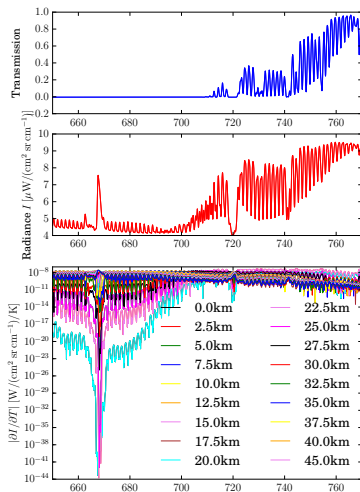 1.0
0.8
0.6
0.4
0.2
0.0
0.2
Transmission
660 680 700 720 740 760
10
9
8
7
6
5
4
Radiance I [μW/(cm² sr cm⁻¹)]
660 680 700 720 740 760
10⁻⁸
10⁻¹¹
10⁻¹⁴
10⁻¹⁷
10⁻²⁰
10⁻²³
10⁻²⁶
10⁻²⁹
10⁻³²
10⁻³⁵
10⁻³⁸
10⁻⁴¹
10⁻⁴⁴
|∂I/∂T| [W/(cm² sr cm⁻¹)/K]
0.0km 22.5km
2.5km 25.0km
5.0km 27.5km
7.5km 30.0km
10.0km 32.5km
12.5km 35.0km
15.0km 37.5km
17.5km 40.0km
20.0km 45.0km
660 680 700 720 740 760